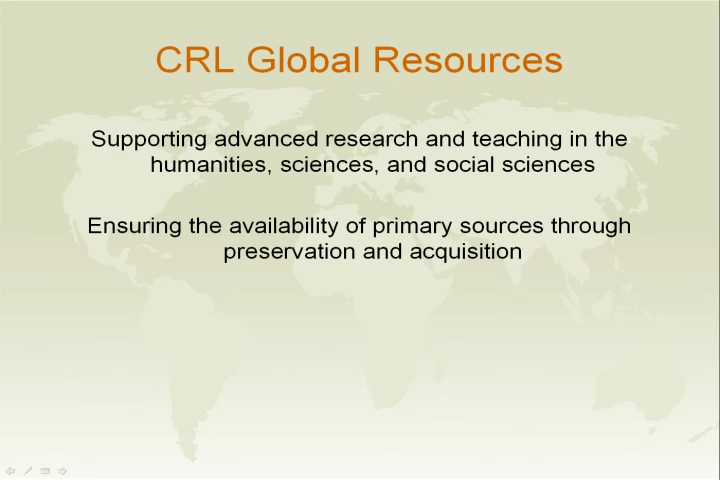 CRL Global Resources
Supporting advanced research and teaching in the
humanities, sciences, and social sciences
Ensuring the availability of primary sources through
preservation and acquisition